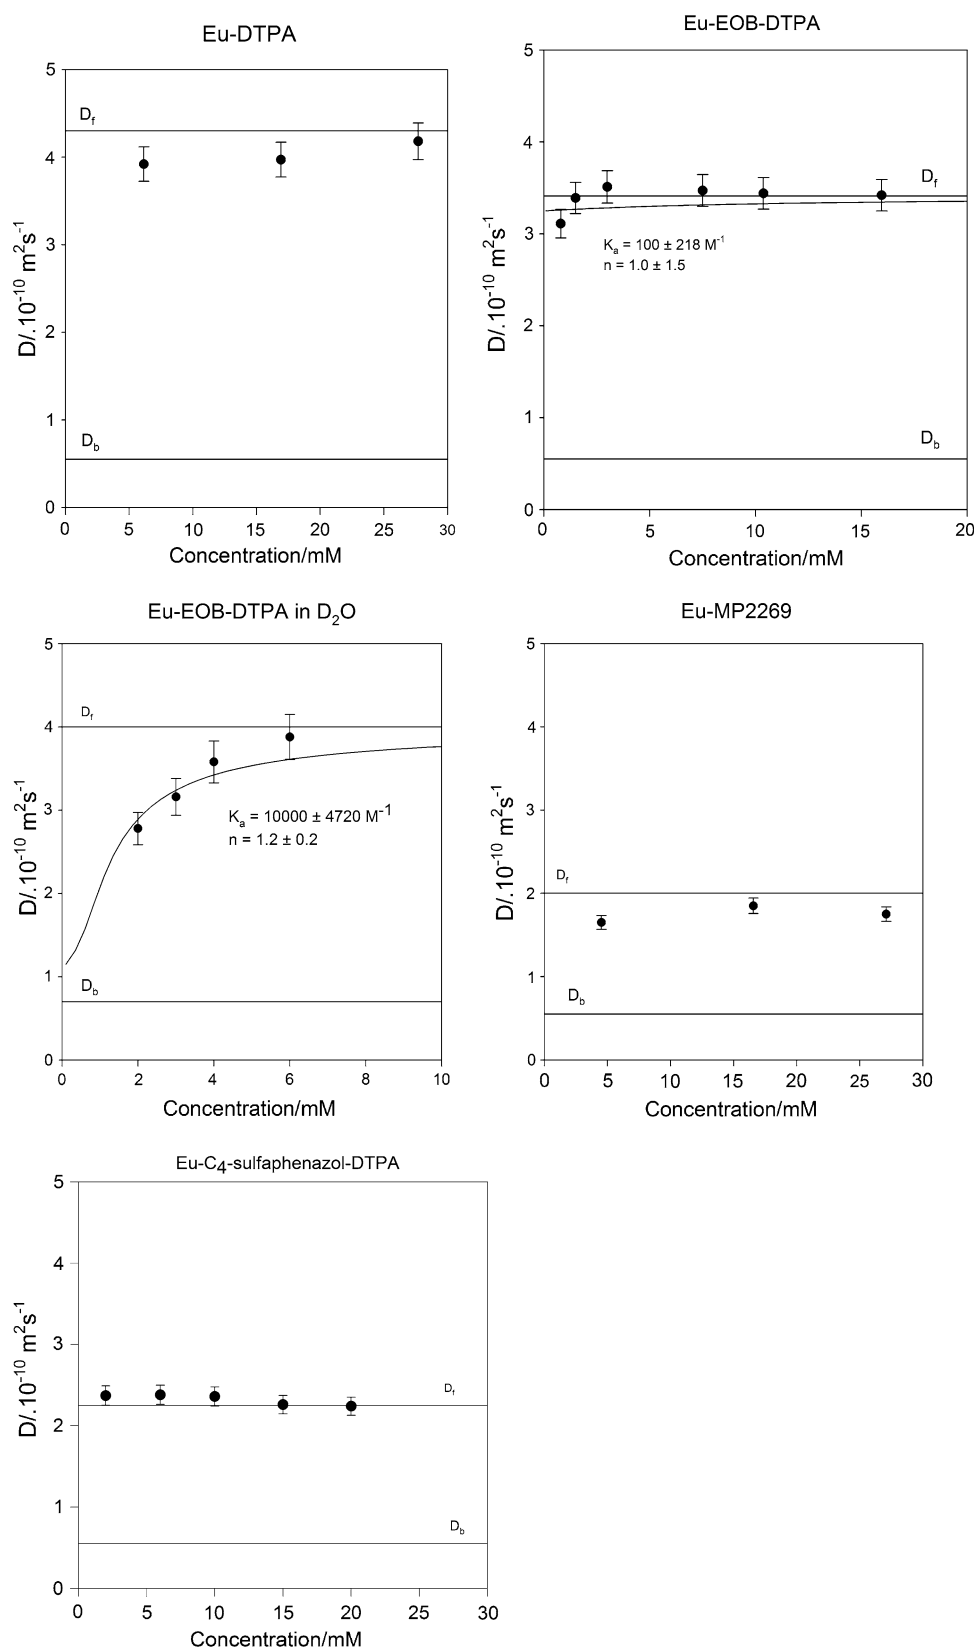 Eu-DTPA
5
4
3
2
1
0
D/.10⁻¹⁰ m²s⁻¹
Df
Db
0 5 10 15 20 25 30
Concentration/mM
Eu-EOB-DTPA
5
4
3
2
1
0
D/.10⁻¹⁰ m²s⁻¹
Df
Kₐ = 100 ± 218 M⁻¹
n = 1.0 ± 1.5
Db
0 5 10 15 20
Concentration/mM
Eu-EOB-DTPA in D₂O
5
4
3
2
1
0
D/.10⁻¹⁰ m²s⁻¹
Df
Kₐ = 10000 ± 4720 M⁻¹
n = 1.2 ± 0.2
Db
0 2 4 6 8 10
Concentration/mM
Eu-MP2269
5
4
3
2
1
0
D/.10⁻¹⁰ m²s⁻¹
Df
Db
0 5 10 15 20 25 30
Concentration/mM
Eu-C₄-sulfaphenazol-DTPA
5
4
3
2
1
0
D/.10⁻¹⁰ m²s⁻¹
Df
Db
0 5 10 15 20 25 30
Concentration/mM